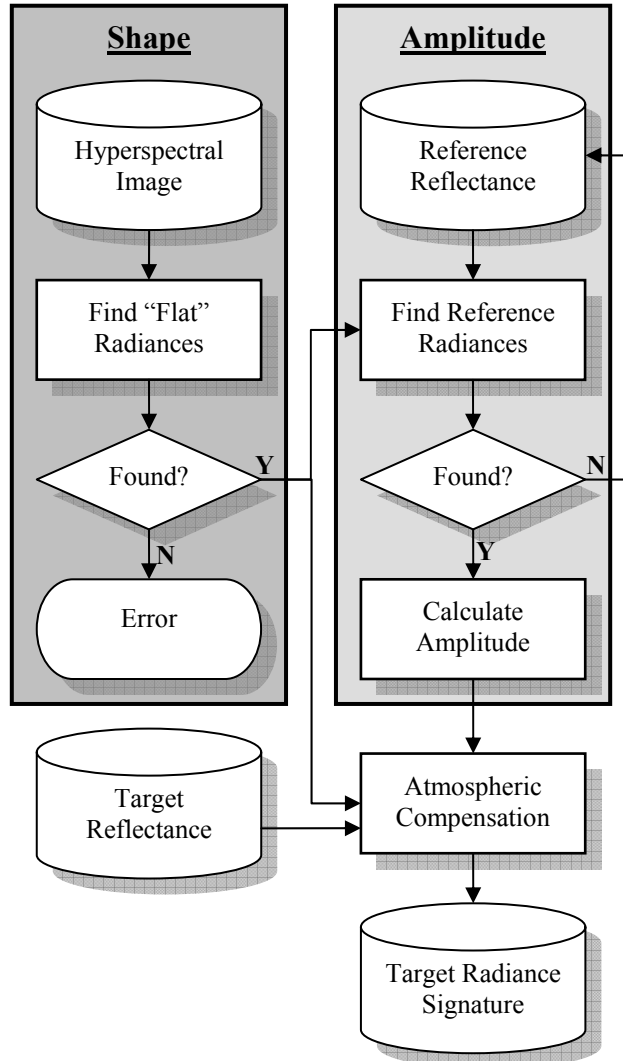 Shape
Hyperspectral
Image
Find “Flat”
Radiances
Found?
Y
N
Error
Amplitude
Reference
Reflectance
Find Reference
Radiances
Found?
N
Y
Calculate
Amplitude
Target
Reflectance
Atmospheric
Compensation
Target Radiance
Signature